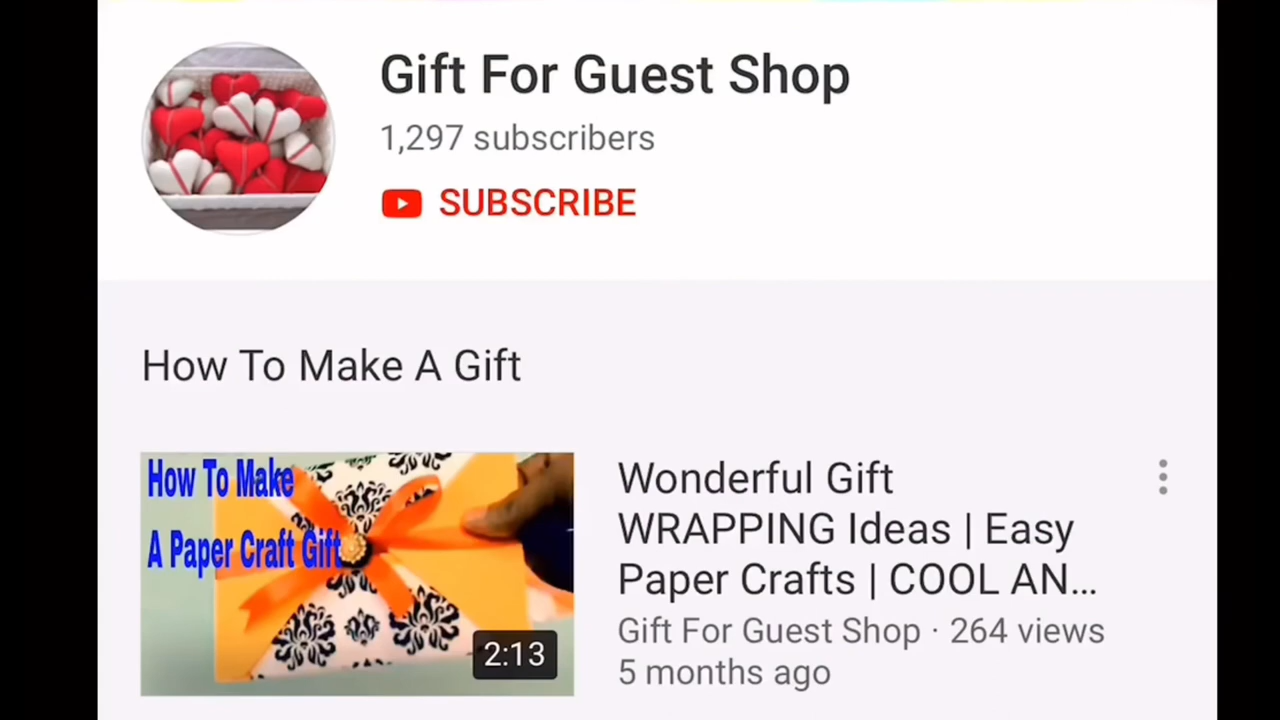 Gift For Guest Shop
1,297 subscribers
SUBSCRIBE
How To Make A Gift
How To Make
A Paper Craft Gift
2:13
Wonderful Gift
WRAPPING Ideas | Easy
Paper Crafts | COOL AN...
Gift For Guest Shop · 264 views
5 months ago